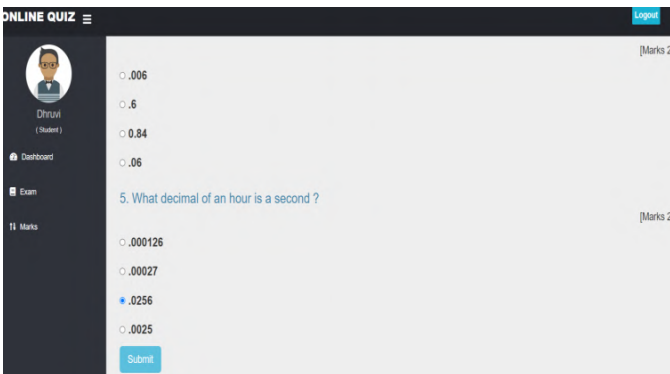 ONLINE QUIZ
Logout
[Marks 2
Dhruvi
( Student )
Dashboard
Exam
Marks
.006
.6
0.84
.06
5. What decimal of an hour is a second ?
[Marks 2
.000126
.00027
.0256
.0025
Submit